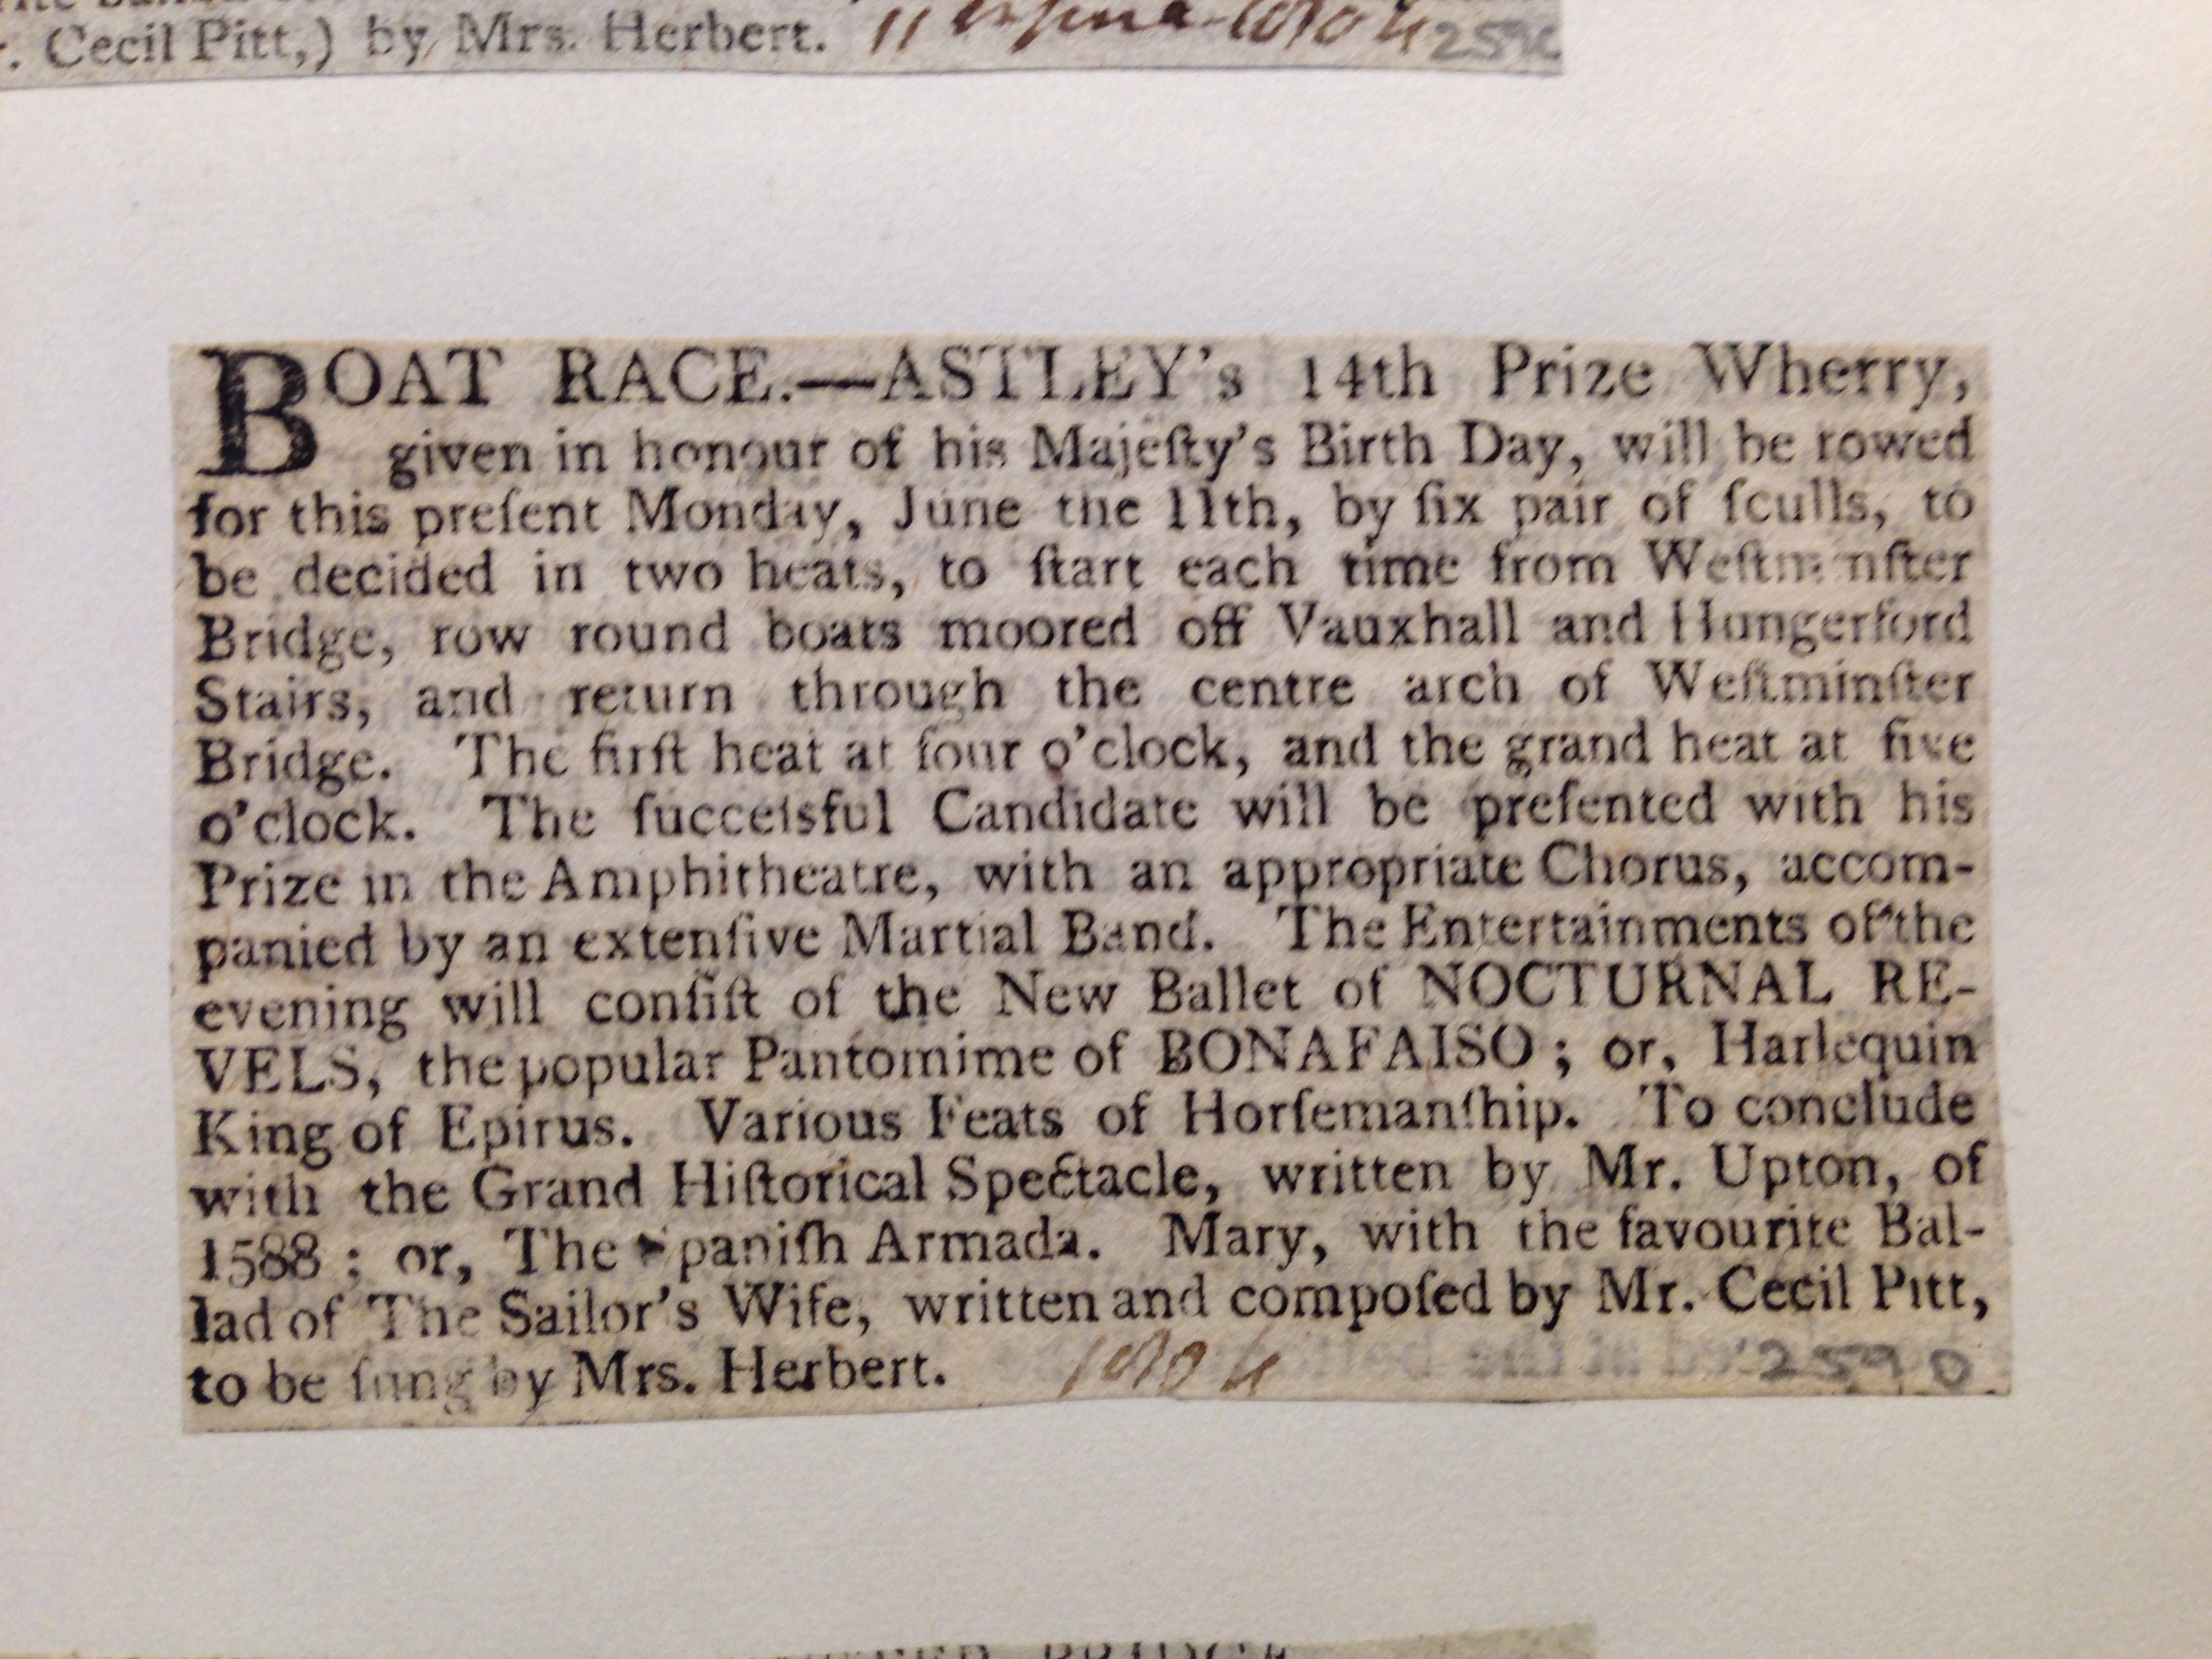 . Cecil Pitt,) by Mrs. Herbert.
BOAT RACE.—ASTLEY's 14th Prize Wherry,
given in honour of his Majeſty's Birth Day, will be rowed
for this preſent Monday, June the 11th, by ſix pair of ſculls, to
be decided in two heats, to ſtart each time from Weſtminſter
Bridge, row round boats moored off Vauxhall and Hungerford
Stairs, and return through the centre arch of Weſtminſter
Bridge. The firſt heat at four o'clock, and the grand heat at five
o'clock. The ſucceſsful Candidate will be preſented with his
Prize in the Amphitheatre, with an appropriate Chorus, accom-
panied by an extenſive Martial Band. The Entertainments of the
evening will conſiſt of the New Ballet of NOCTURNAL RE-
VELS, the popular Pantomime of BONAFAISO; or, Harlequin
King of Epirus. Various Feats of Horſemanſhip. To conclude
with the Grand Hiſtorical Spectacle, written by Mr. Upton, of
1588; or, The Spaniſh Armada. Mary, with the favourite Bal-
lad of The Sailor's Wife, written and compoſed by Mr. Cecil Pitt,
to be ſung by Mrs. Herbert. 1804 2590
BRIDGE